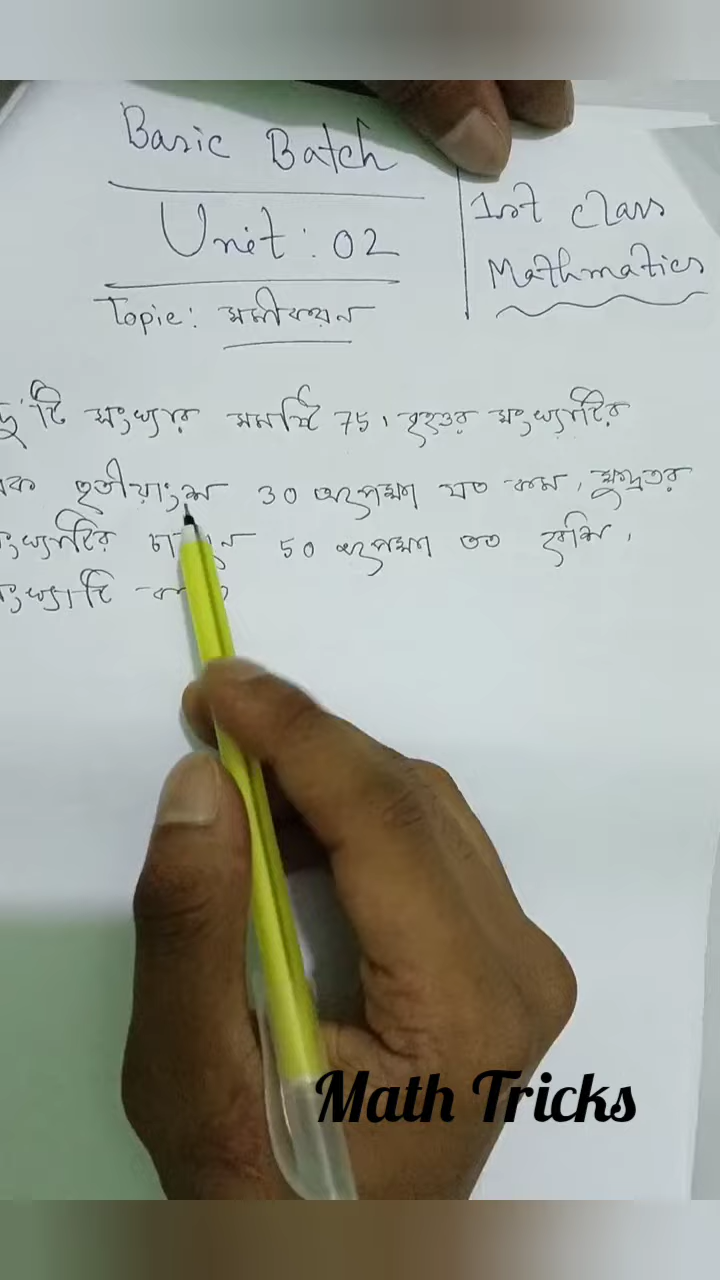 Basic Batch
Unit: 02
Topic: সমীকরন
1st class
Mathmatics
দু'টি সংখ্যার সমষ্টি 75। বৃহত্তর সংখ্যাটির
এক তৃতীয়াংশ 30 অপেক্ষা যত কম, ক্ষুদ্রতর
সংখ্যাটির 50 অপেক্ষা তত বেশি।
সংখ্যাটি
Math Tricks